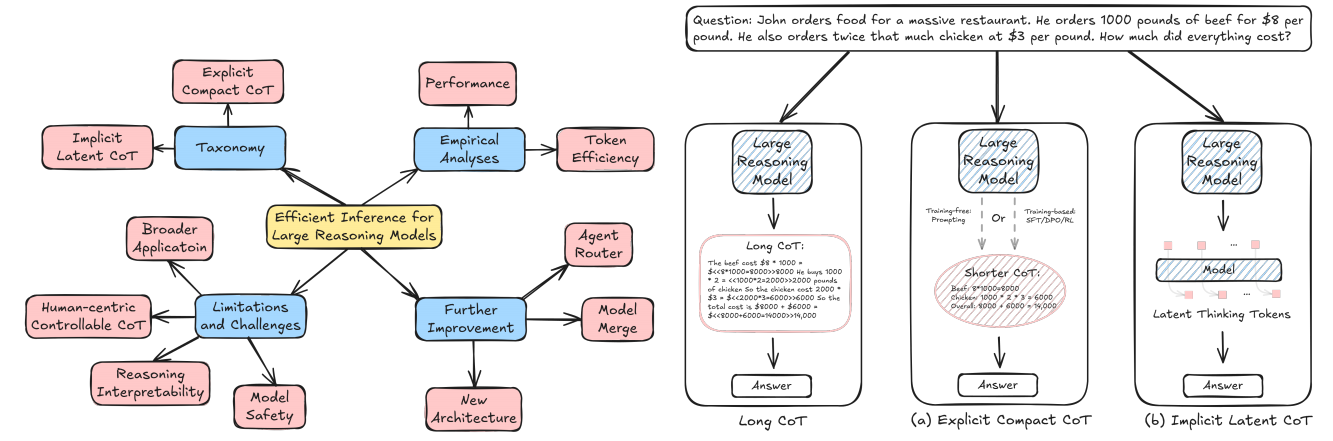 Explicit
Compact CoT
Implicit
Latent CoT
Taxonomy
Performance
Empirical
Analyses
Token
Efficiency
Efficient Inference for
Large Reasoning Models
Broader
Applicatoin
Human-centric
Controllable CoT
Limitations
and Challenges
Reasoning
Interpretability
Model
Safety
Further
Improvement
Agent
Router
Model
Merge
New
Architecture
Question: John orders food for a massive restaurant. He orders 1000 pounds of beef for $8 per
pound. He also orders twice that much chicken at $3 per pound. How much did everything cost?
Large
Reasoning
Model
Long CoT:
The beef cost $8 * 1000 =
$<<8*1000=8000>>8000 He buys 1000
* 2 = <<1000*2=2000>>2000 pounds
of chicken So the chicken cost 2000 *
$3 = $<<2000*3=6000>>6000 So the
total cost is $8000 + $6000 =
$<<8000+6000=14000>>14,000
Answer
Long CoT
Large
Reasoning
Model
Training-free:
Prompting
Or
Training-based:
SFT/DPO/RL
Shorter CoT:
Beef: 8*1000=8000
Chicken: 1000 * 2 * 3 = 6000
Overall: 8000 + 6000 = 14,000
Answer
(a) Explicit Compact CoT
Large
Reasoning
Model
...
Model
...
Latent Thinking Tokens
Answer
(b) Implicit Latent CoT